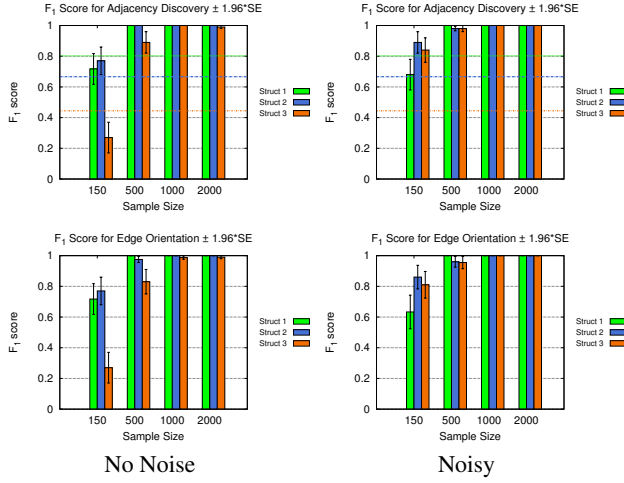 F1 Score for Adjacency Discovery ± 1.96*SE
1
0.8
0.6
0.4
0.2
0
F1 score
150 500 1000 2000
Sample Size
Struct 1
Struct 2
Struct 3
F1 Score for Adjacency Discovery ± 1.96*SE
1
0.8
0.6
0.4
0.2
0
F1 score
150 500 1000 2000
Sample Size
Struct 1
Struct 2
Struct 3
F1 Score for Edge Orientation ± 1.96*SE
1
0.8
0.6
0.4
0.2
0
F1 score
150 500 1000 2000
Sample Size
Struct 1
Struct 2
Struct 3
F1 Score for Edge Orientation ± 1.96*SE
1
0.8
0.6
0.4
0.2
0
F1 score
150 500 1000 2000
Sample Size
Struct 1
Struct 2
Struct 3
No Noise
Noisy